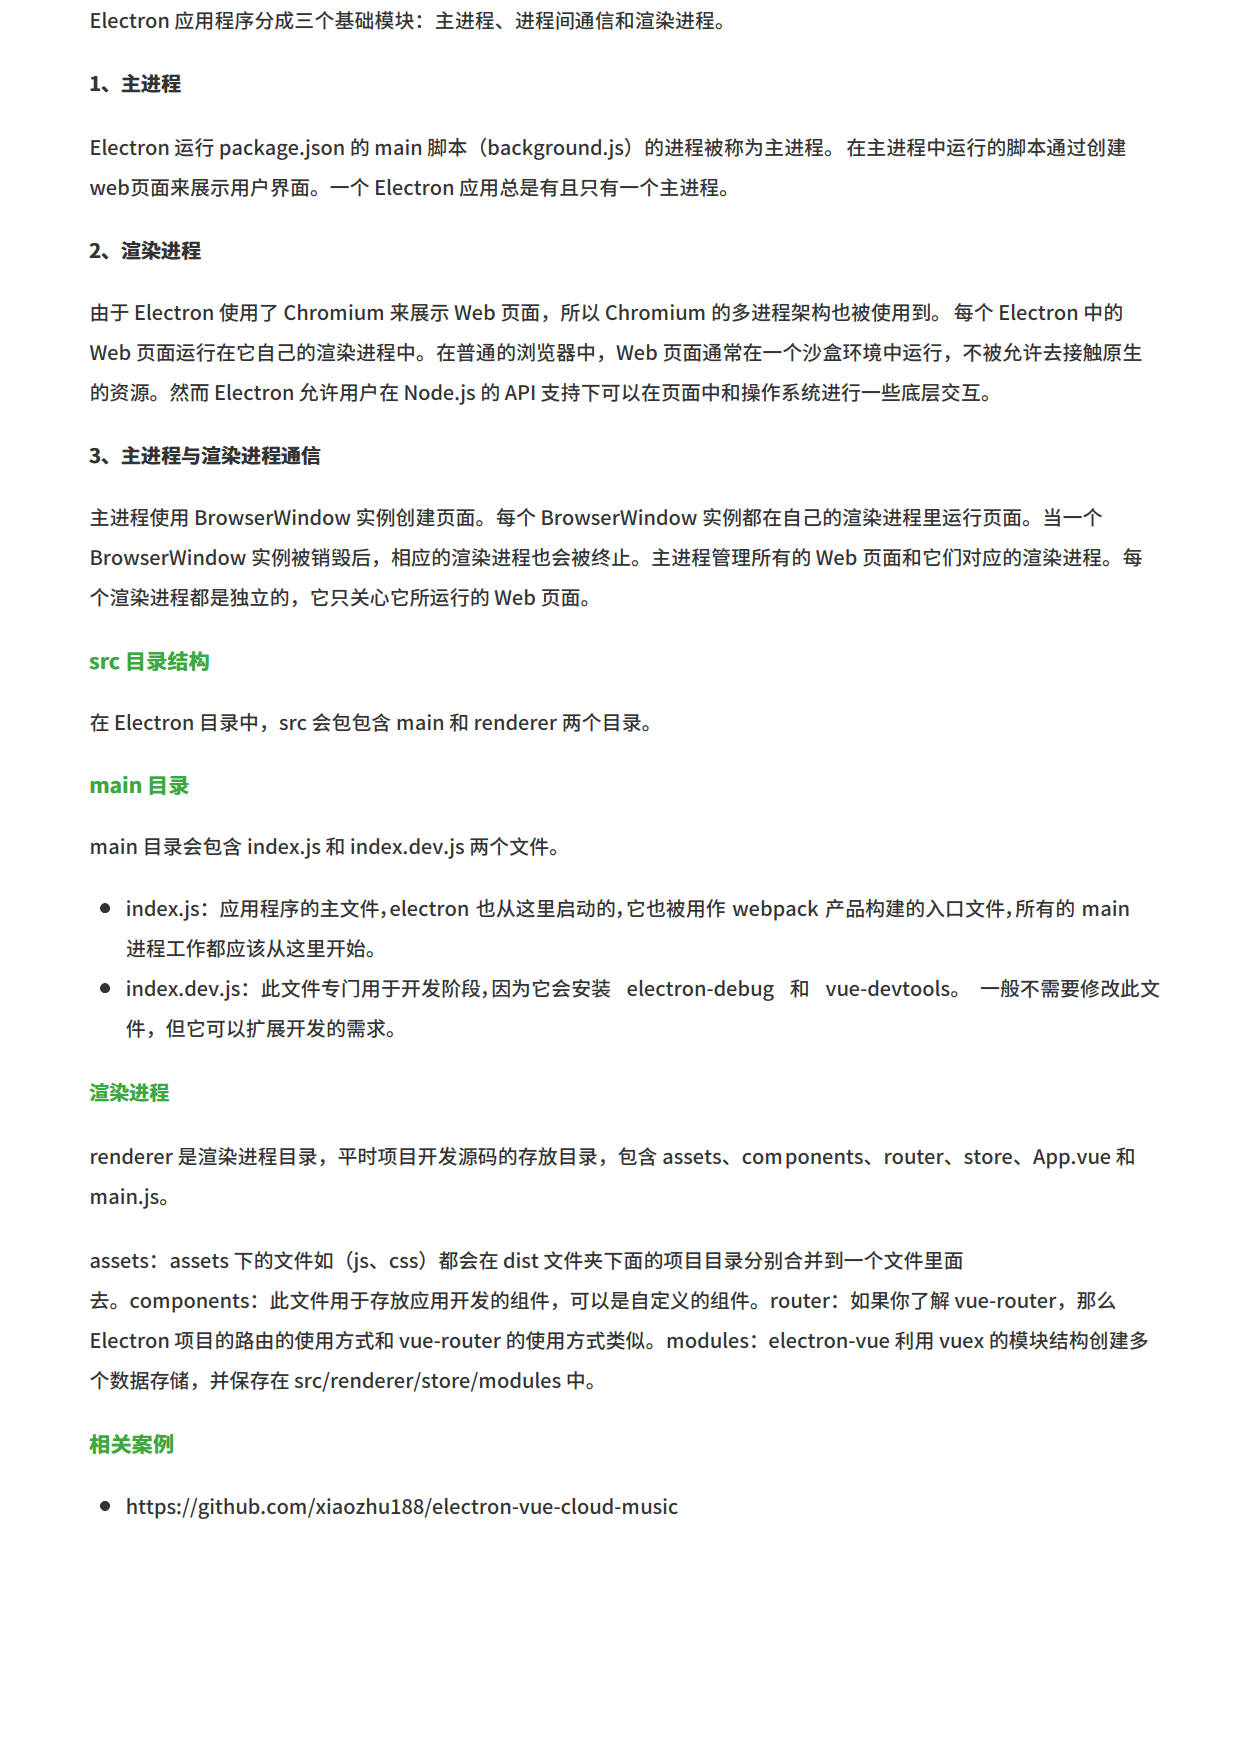 Electron 应用程序分成三个基础模块：主进程、进程间通信和渲染进程。
1、主进程
Electron 运行 package.json 的 main 脚本（background.js）的进程被称为主进程。在主进程中运行的脚本通过创建
web页面来展示用户界面。一个 Electron 应用总是有且只有一个主进程。
2、渲染进程
由于 Electron 使用了 Chromium 来展示 Web 页面，所以 Chromium 的多进程架构也被使用到。 每个 Electron 中的
Web 页面运行在它自己的渲染进程中。在普通的浏览器中，Web 页面通常在一个沙盒环境中运行，不被允许去接触原生
的资源。然而 Electron 允许用户在 Node.js 的 API 支持下可以在页面中和操作系统进行一些底层交互。
3、主进程与渲染进程通信
主进程使用 BrowserWindow 实例创建页面。每个 BrowserWindow 实例都在自己的渲染进程里运行页面。当一个
BrowserWindow 实例被销毁后，相应的渲染进程也会被终止。主进程管理所有的 Web 页面和它们对应的渲染进程。每
个渲染进程都是独立的，它只关心它所运行的 Web 页面。
src 目录结构
在 Electron 目录中，src 会包包含 main 和 renderer 两个目录。
main 目录
main 目录会包含 index.js 和 index.dev.js 两个文件。
● index.js：应用程序的主文件，electron 也从这里启动的，它也被用作 webpack 产品构建的入口文件，所有的 main
进程工作都应该从这里开始。
● index.dev.js：此文件专门用于开发阶段，因为它会安装 electron-debug 和 vue-devtools。 一般不需要修改此文
件，但它可以扩展开发的需求。
渲染进程
renderer 是渲染进程目录，平时项目开发源码的存放目录，包含 assets、components、router、store、App.vue 和
main.js。
assets：assets 下的文件如（js、css）都会在 dist 文件夹下面的项目目录分别合并到一个文件里面
去。components：此文件用于存放应用开发的组件，可以是自定义的组件。router：如果你了解 vue-router，那么
Electron 项目的路由的使用方式和 vue-router 的使用方式类似。modules：electron-vue 利用 vuex 的模块结构创建多
个数据存储，并保存在 src/renderer/store/modules 中。
相关案例
● https://github.com/xiaozhu188/electron-vue-cloud-music